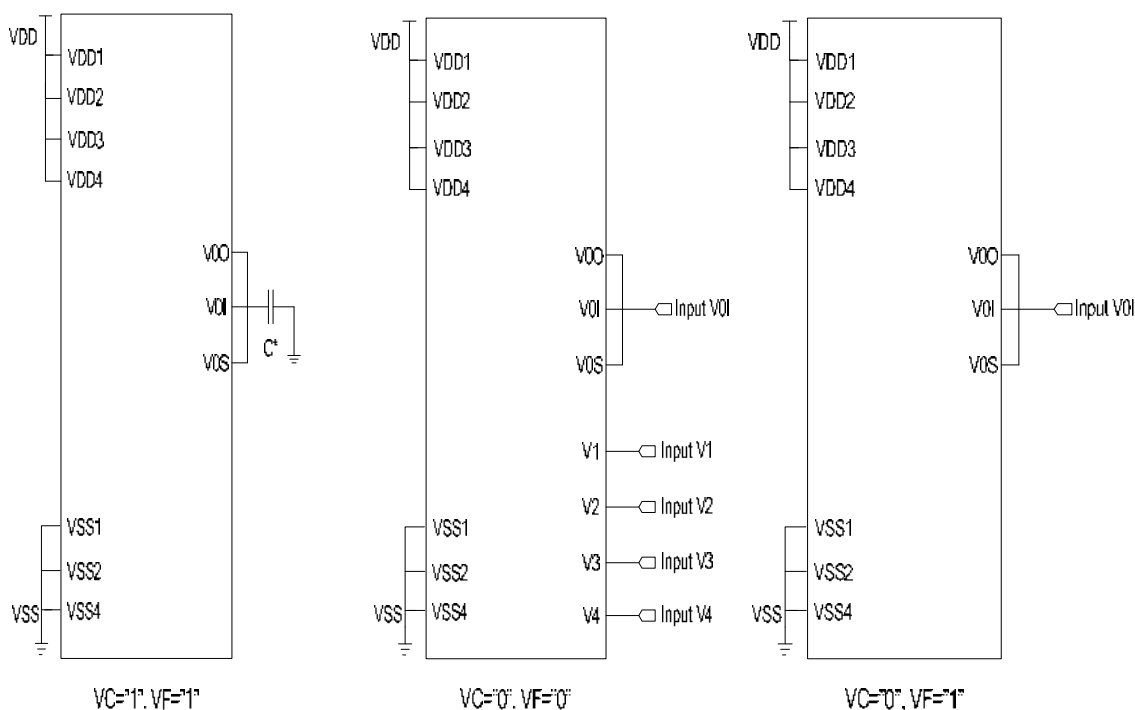 VDD
VDD1
VDD2
VDD3
VDD4
V0O
V0I
V0S
C*
VSS1
VSS2
VSS
VSS4
VC="1", VF="1"
VDD
VDD1
VDD2
VDD3
VDD4
V0O
V0I
Input V0I
V0S
V1
Input V1
V2
Input V2
V3
Input V3
V4
Input V4
VSS1
VSS2
VSS
VSS4
VC="0", VF="0"
VDD
VDD1
VDD2
VDD3
VDD4
V0O
V0I
Input V0I
V0S
VSS1
VSS2
VSS
VSS4
VC="0", VF="1"